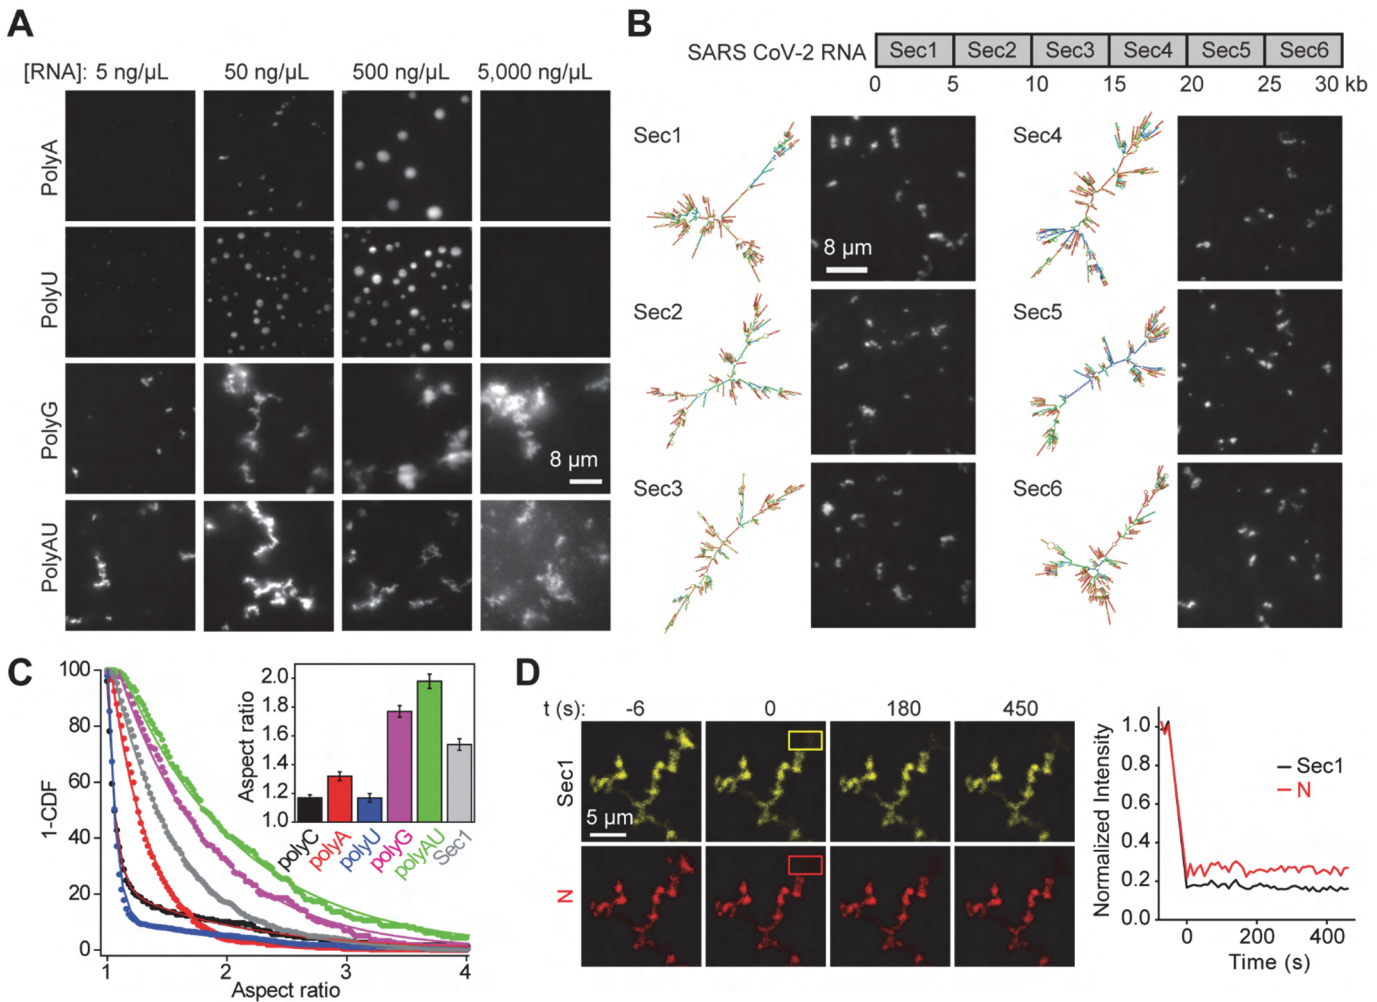 A
[RNA]: 5 ng/µL 50 ng/µL 500 ng/µL 5,000 ng/µL
PolyA
PolyU
PolyG
8 µm
PolyAU
B
SARS CoV-2 RNA Sec1 Sec2 Sec3 Sec4 Sec5 Sec6
0 5 10 15 20 25 30 kb
Sec1
8 µm
Sec4
Sec2
Sec5
Sec3
Sec6
C
1-CDF
100
80
60
40
20
0
1 2 3 4
Aspect ratio
Aspect ratio
2.0
1.8
1.6
1.4
1.2
1.0
polyC polyA polyU polyG polyAU Sec1
D
t (s): -6 0 180 450
Sec1
5 µm
N
Normalized Intensity
1.0
0.8
0.6
0.4
0.2
0.0
Sec1
N
0 200 400
Time (s)